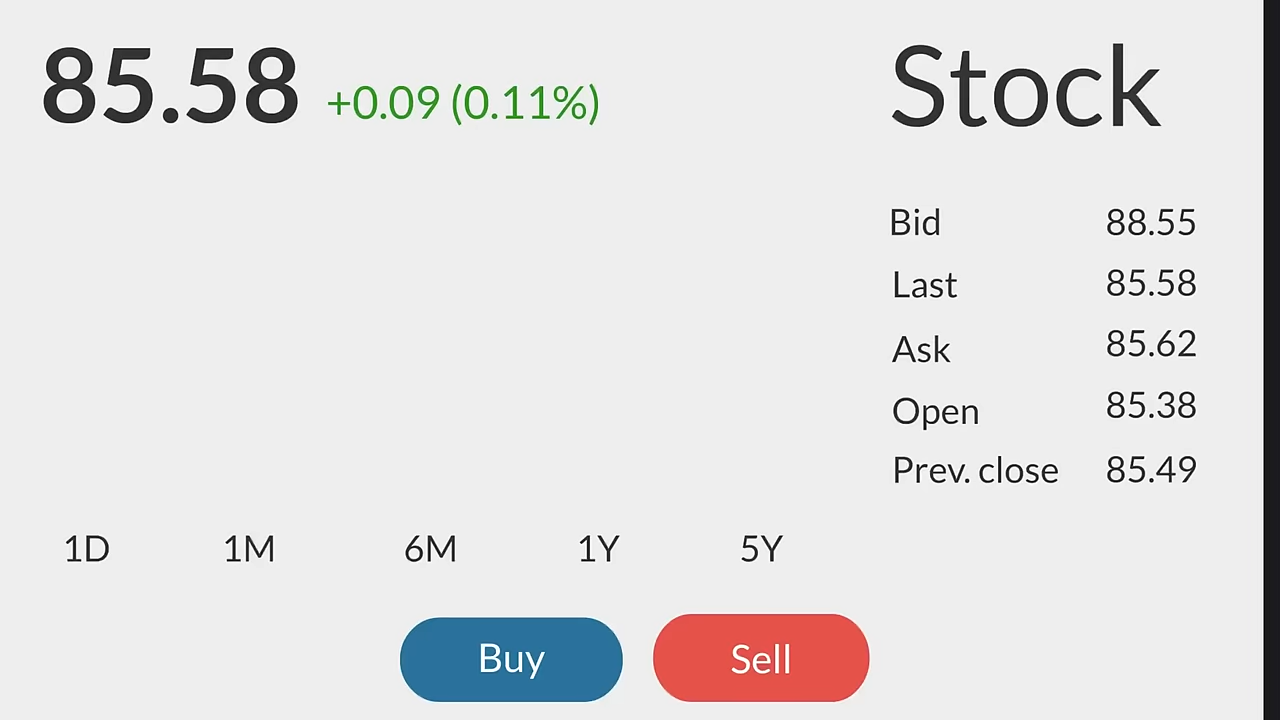 85.58 +0.09 (0.11%)
Stock
Bid 88.55
Last 85.58
Ask 85.62
Open 85.38
Prev. close 85.49
1D 1M 6M 1Y 5Y
Buy Sell